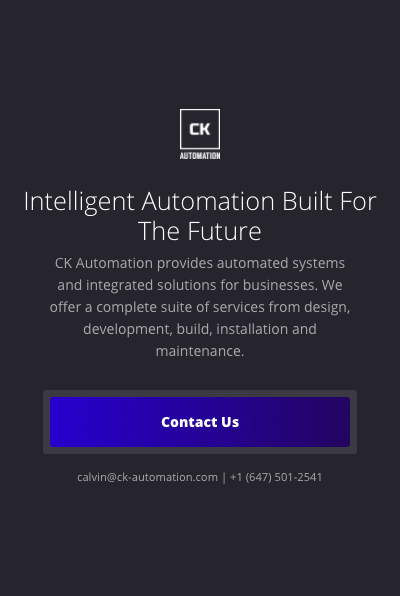 CK
AUTOMATION
Intelligent Automation Built For
The Future
CK Automation provides automated systems
and integrated solutions for businesses. We
offer a complete suite of services from design,
development, build, installation and
maintenance.
Contact Us
calvin@ck-automation.com | +1 (647) 501-2541